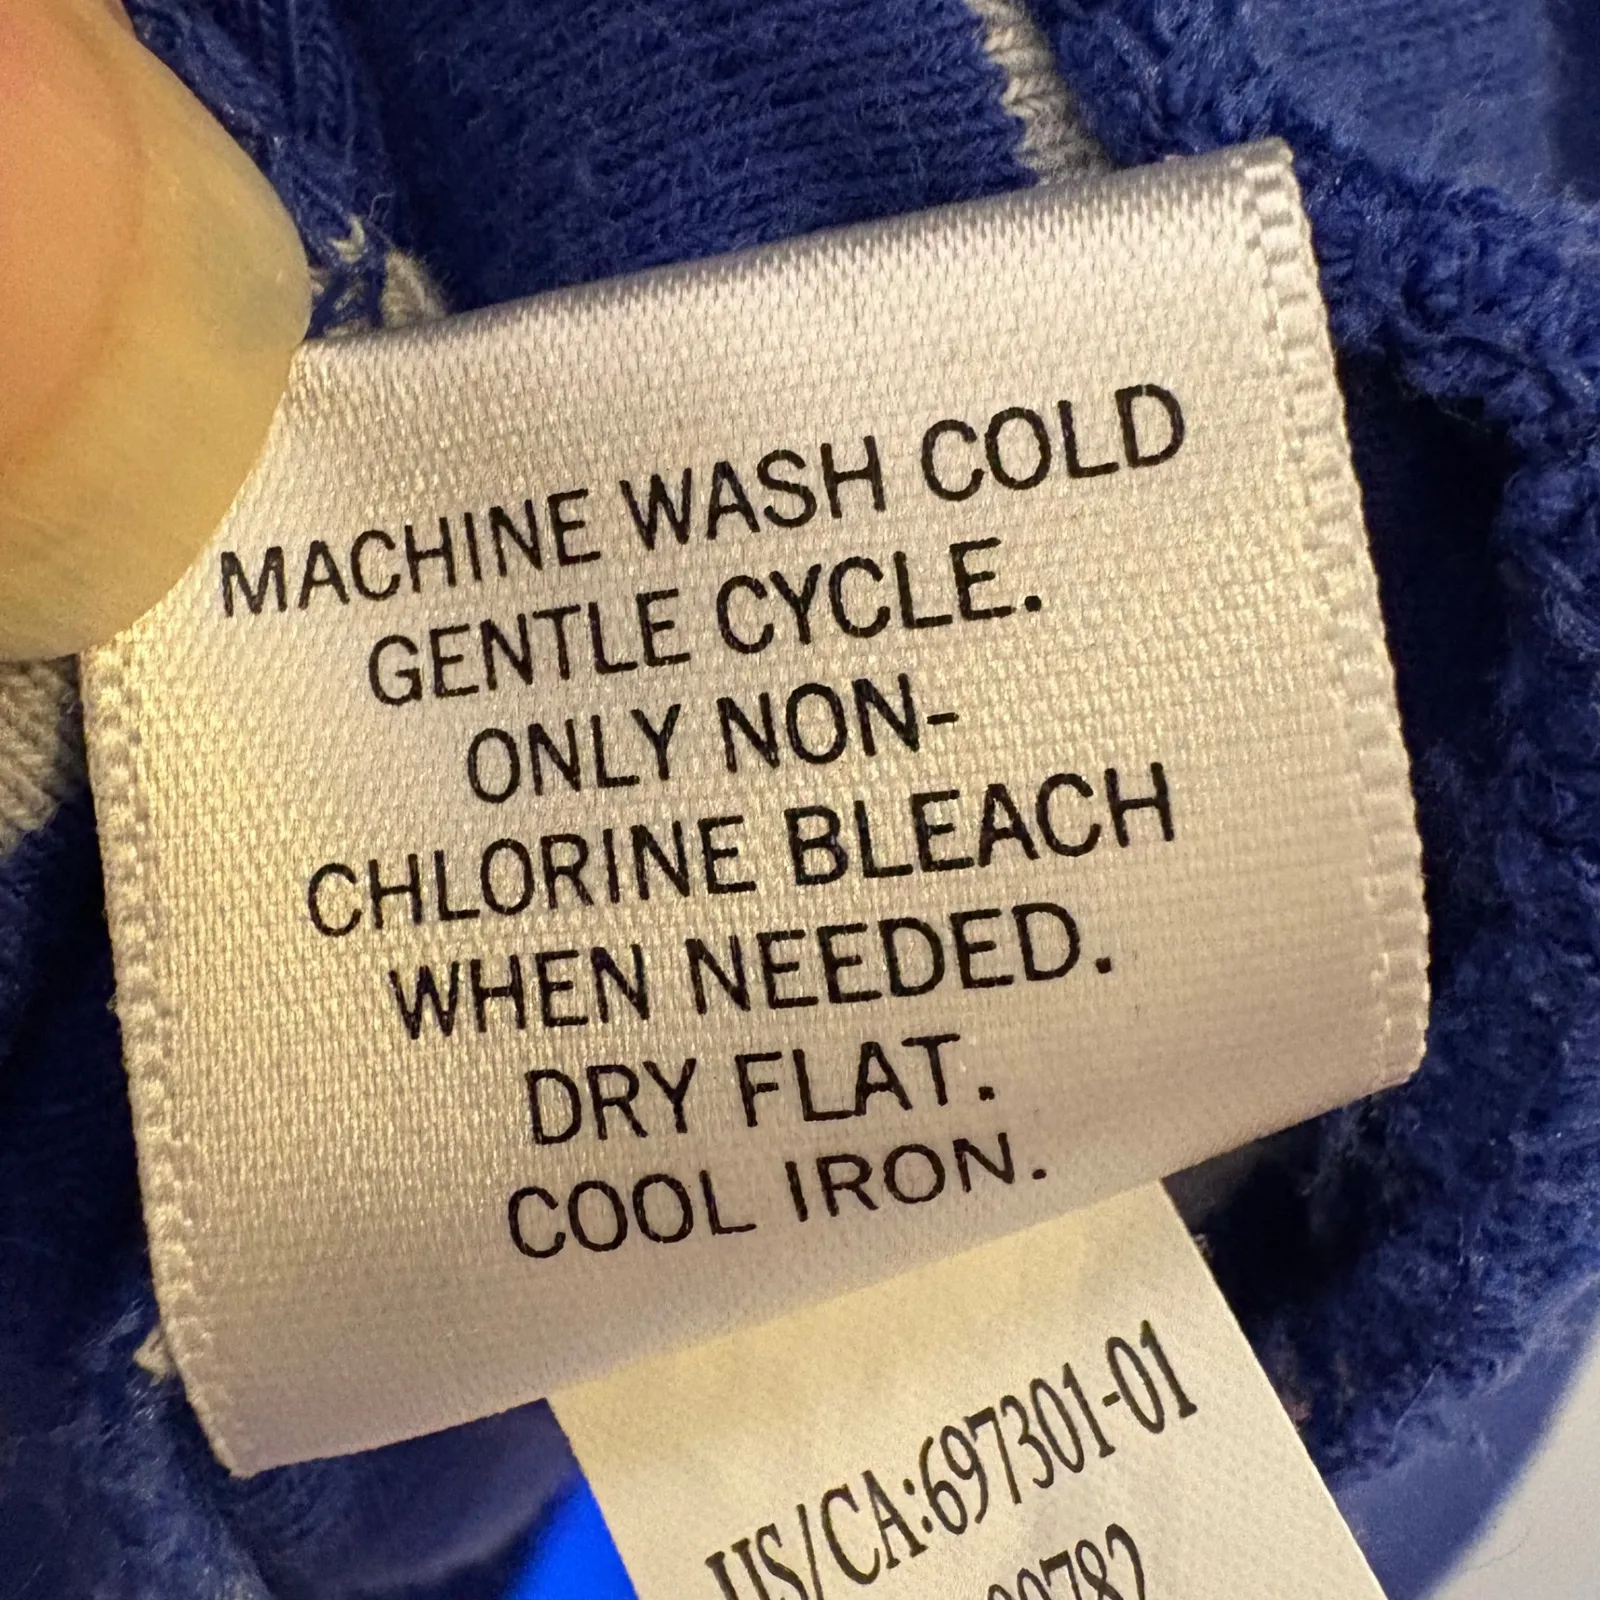 MACHINE WASH COLD
GENTLE CYCLE.
ONLY NON-
CHLORINE BLEACH
WHEN NEEDED.
DRY FLAT.
COOL IRON.
US/CA:697301-01